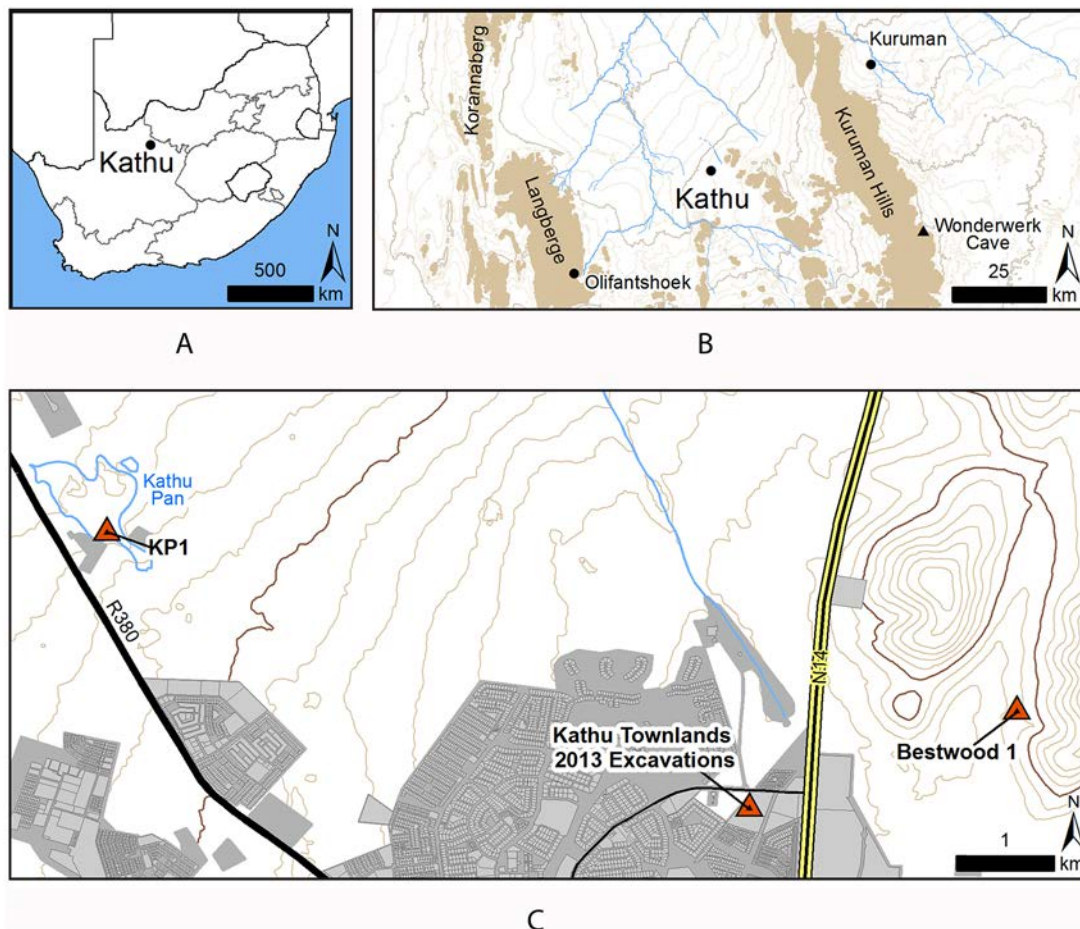 Kathu
N
500
km
A
Korannaberg
Langberge
Olifantshoek
Kathu
Kuruman
Kuruman Hills
Wonderwerk
Cave
N
25
km
B
Kathu
Pan
KP1
R380
Kathu Townlands
2013 Excavations
N14
Bestwood 1
N
1
km
C